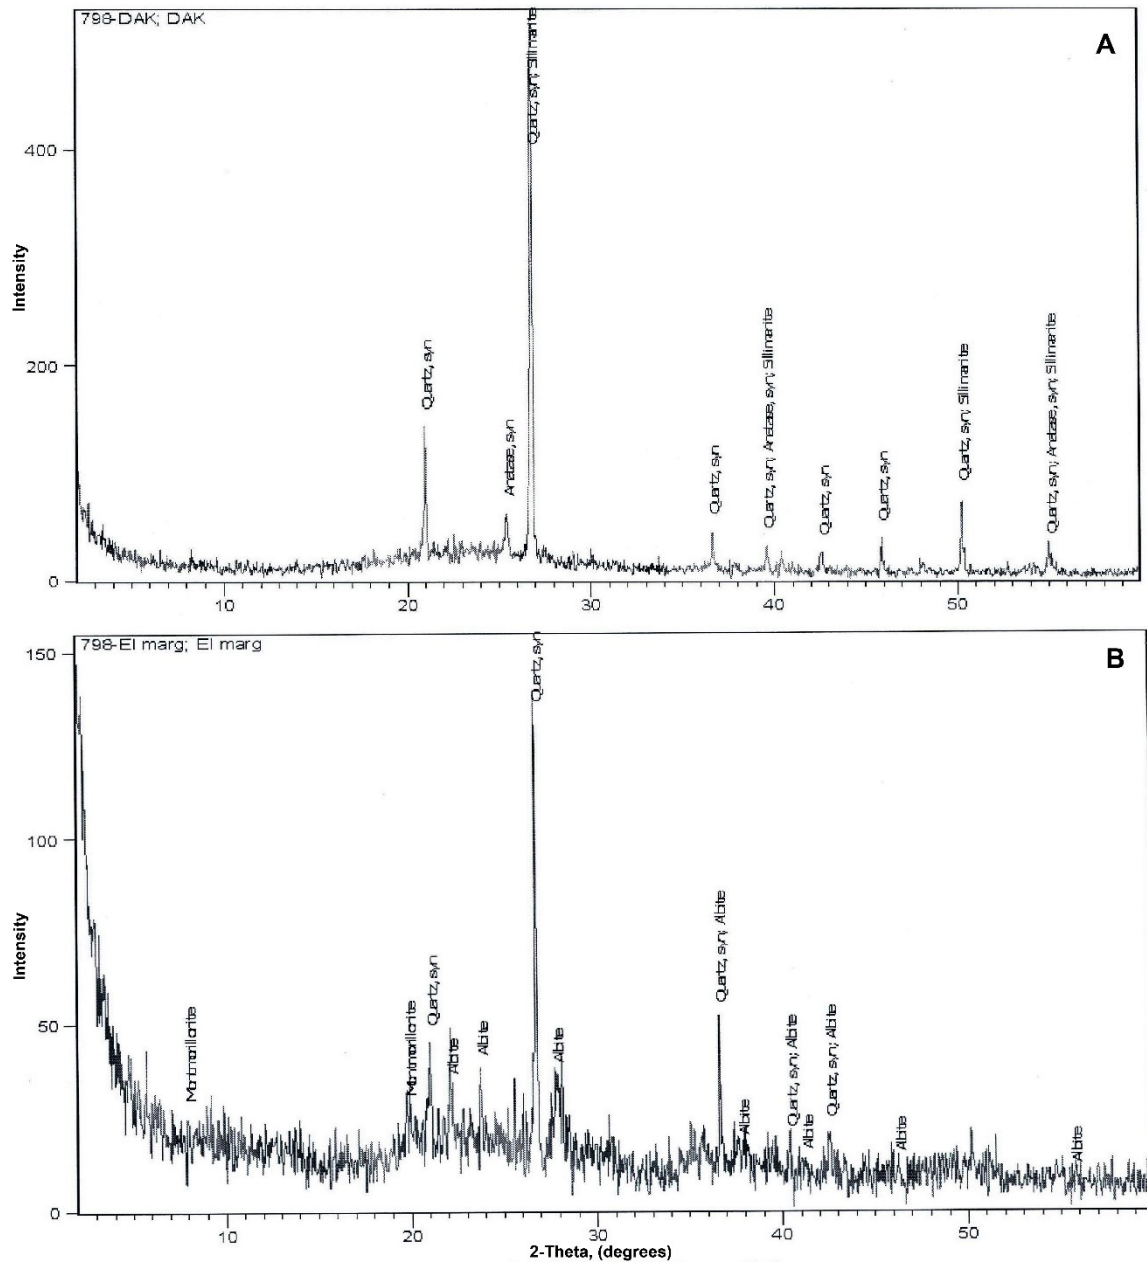 798-DAK; DAK
A
Quartz, syn; Sillimanite
400
Intensity
200
Quartz, syn
Anatase, syn
Quartz, syn
Quartz, syn; Anatase, syn; Sillimanite
Quartz, syn
Quartz, syn
Quartz, syn; Sillimanite
Quartz, syn; Anatase, syn; Sillimanite
0
10 20 30 40 50
798-El marg; El marg
B
150
Quartz, syn
100
Intensity
50
Montmorillonite
Montmorillonite
Quartz, syn
Albite
Albite
Albite
Quartz, syn; Albite
Albite
Quartz, syn; Albite
Albite
Quartz, syn; Albite
Albite
Albite
0
10 20 30 40 50
2-Theta, (degrees)